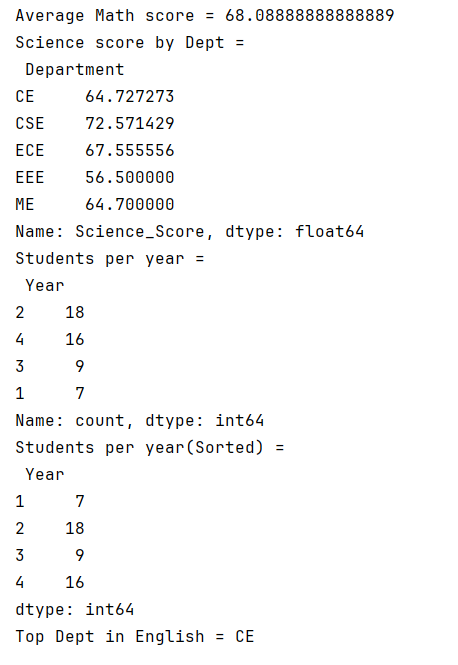 Average Math score = 68.08888888888889
Science score by Dept =
 Department
CE     64.727273
CSE    72.571429
ECE    67.555556
EEE    56.500000
ME     64.700000
Name: Science_Score, dtype: float64
Students per year =
 Year
2    18
4    16
3     9
1     7
Name: count, dtype: int64
Students per year(Sorted) =
 Year
1     7
2    18
3     9
4    16
dtype: int64
Top Dept in English = CE